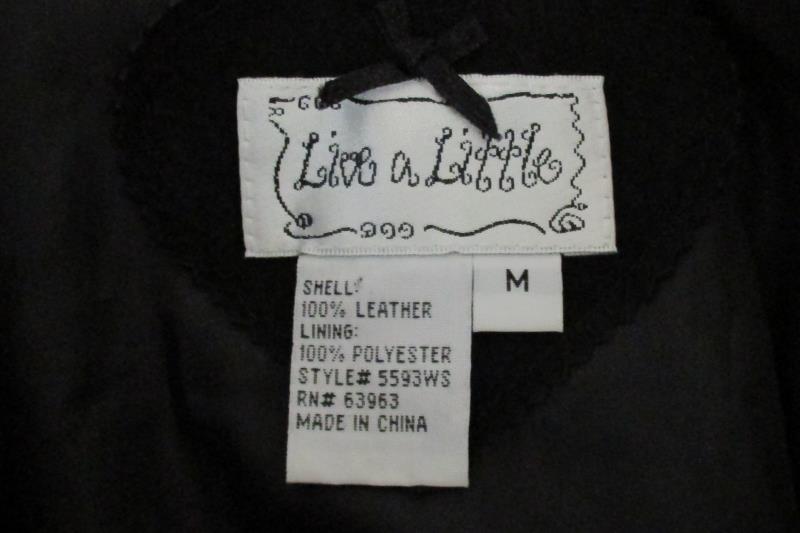 Live a Little
M
SHELL:
100% LEATHER
LINING:
100% POLYESTER
STYLE# 5593WS
RN# 63963
MADE IN CHINA